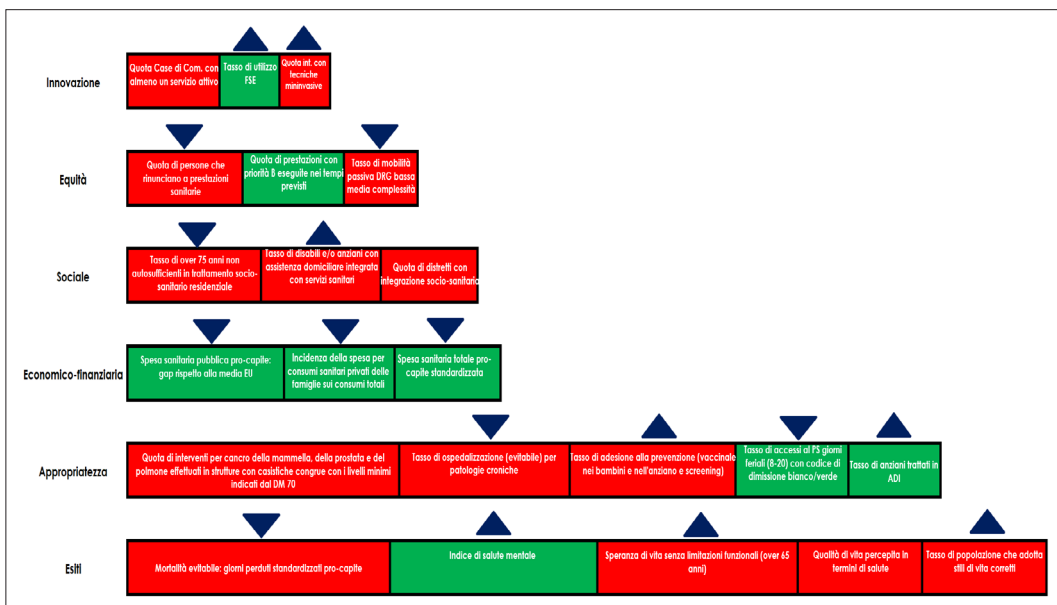 Innovazione
Quota Case di Com. con
almeno un servizio attivo
Tasso di utilizzo
FSE
Quota int. con
tecniche
mininvasive
Equità
Quota di persone che
rinunciano a prestazioni
sanitarie
Quota di prestazioni con
priorità B eseguite nei tempi
previsti
Tasso di mobilità
passiva DRG bassa
media complessità
Sociale
Tasso di over 75 anni non
autosufficienti in trattamento socio-
sanitario residenziale
Tasso di disabili e/o anziani con
assistenza domiciliare integrata
con servizi sanitari
Quota di distretti con
integrazione socio-sanitaria
Economico-finanziaria
Spesa sanitaria pubblica pro-capite:
gap rispetto alla media EU
Incidenza della spesa per
consumi sanitari privati delle
famiglie sui consumi totali
Spesa sanitaria totale pro-
capite standardizzata
Appropriatezza
Quota di interventi per cancro della mammella, della prostata e del
polmone effettuati in strutture con casistiche congrue con i livelli minimi
indicati dal DM 70
Tasso di ospedalizzazione (evitabile) per
patologie croniche
Tasso di adesione alla prevenzione (vaccinale
nei bambini e nell'anziano e screening)
Tasso di accessi al PS giorni
feriali (8-20) con codice di
dimissione bianco/verde
Tasso di anziani trattati in
ADI
Esiti
Mortalità evitabile: giorni perduti standardizzati pro-capite
Indice di salute mentale
Speranza di vita senza limitazioni funzionali (over 65
anni)
Qualità di vita percepita in
termini di salute
Tasso di popolazione che adotta
stili di vita corretti